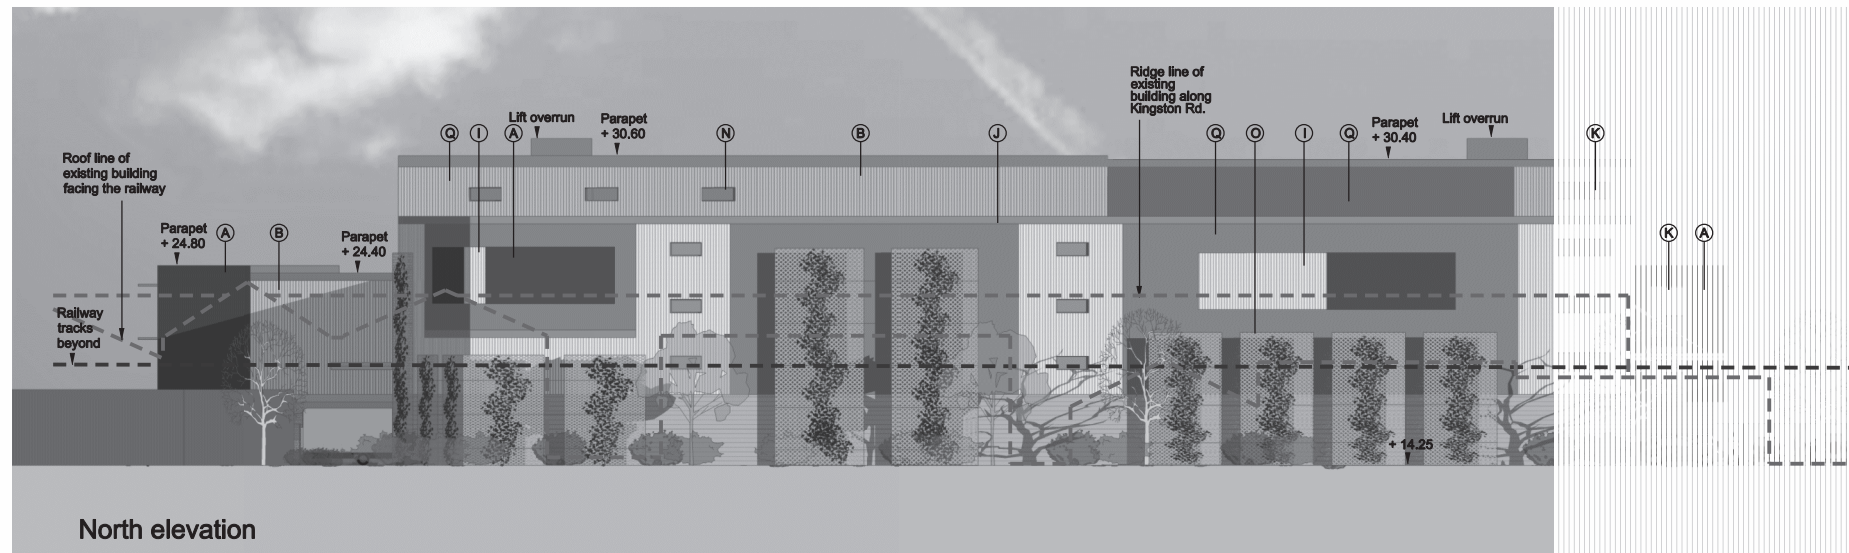 Ridge line of
existing
building along
Kingston Rd.
Lift overrun
Parapet
+ 30.60
Parapet
+ 30.40
Lift overrun
Q
I
A
N
B
J
Q
O
I
Q
K
Roof line of
existing building
facing the railway
Parapet
+ 24.80
A
B
Parapet
+ 24.40
K
A
Railway
tracks
beyond
+ 14.25
North elevation